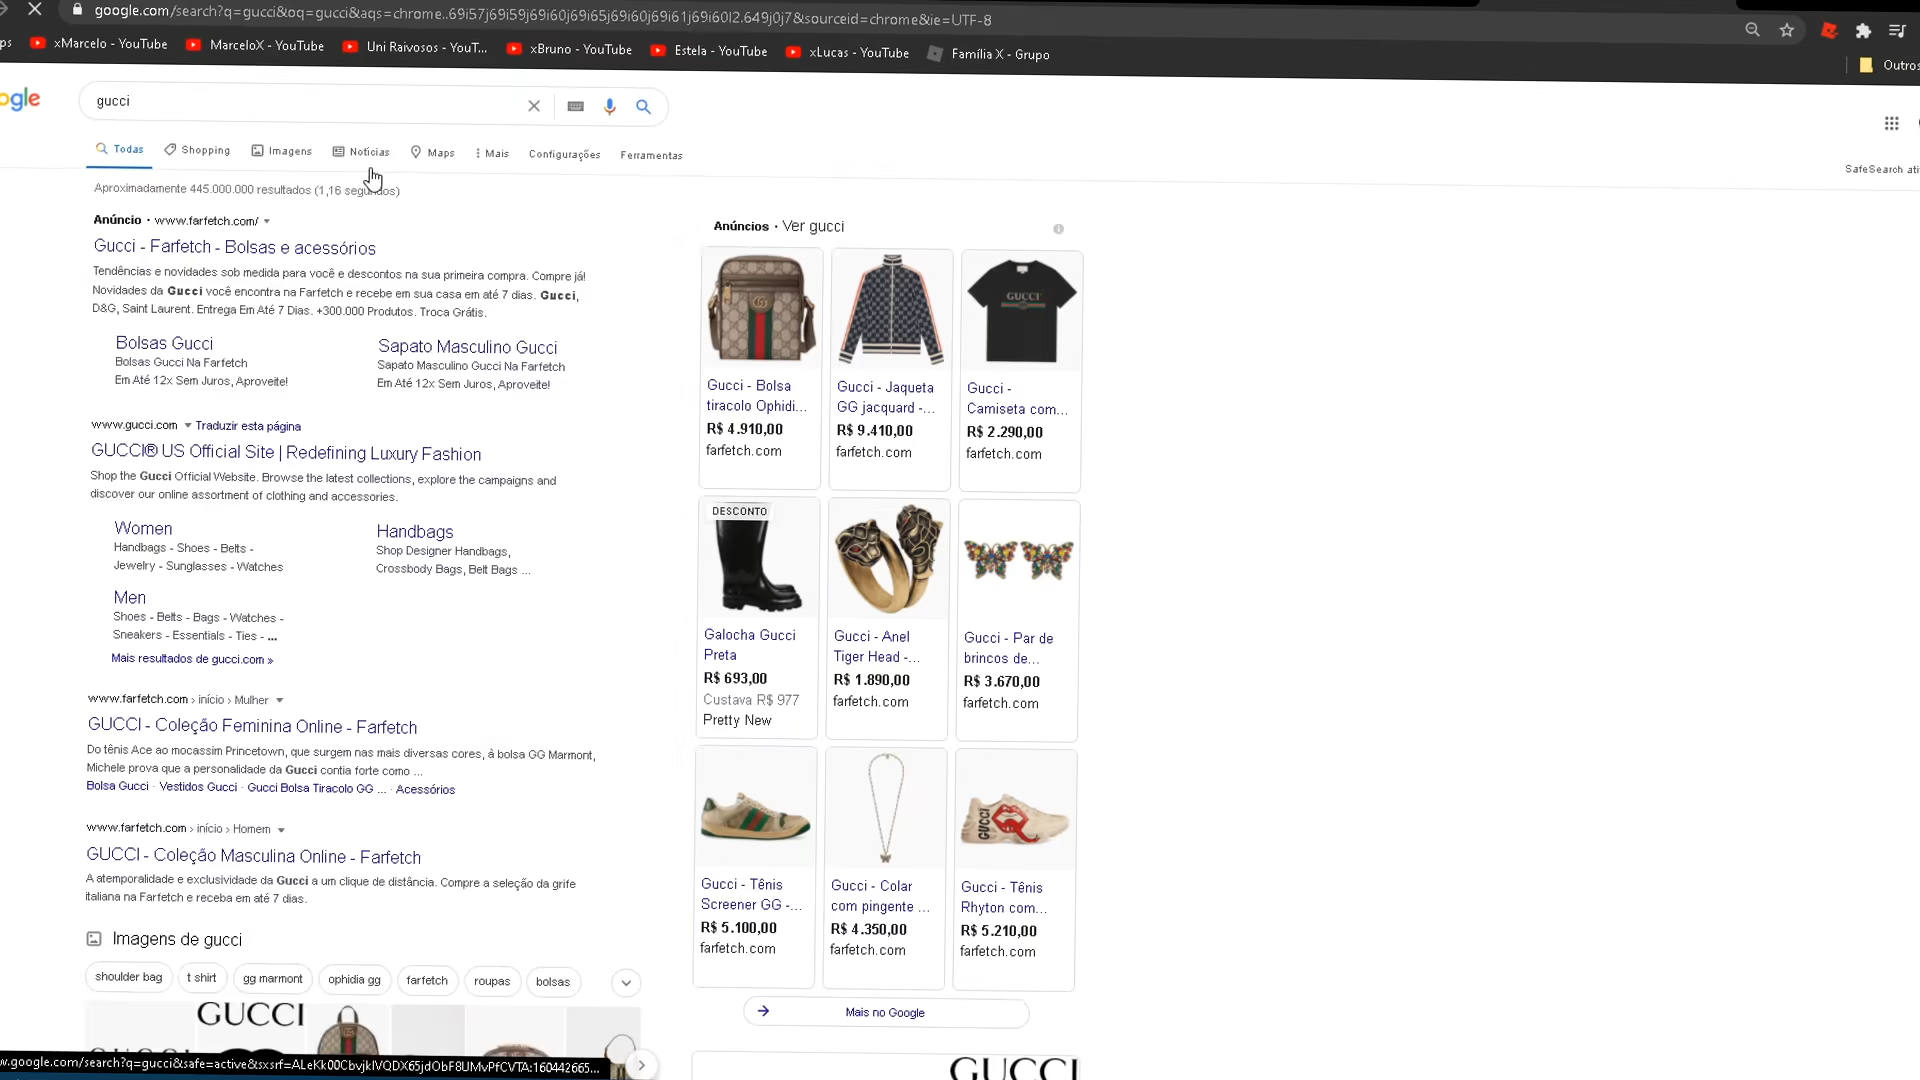 google.com/search?q=gucci&oq=gucci&aqs=chrome..69i57j69i59j69i60j69i65j69i60j69i61j69i60l2.649j0j7&sourceid=chrome&ie=UTF-8
ps xMarcelo - YouTube MarceloX - YouTube Uni Raivosos - YouT... xBruno - YouTube Estela - YouTube xLucas - YouTube Família X - Grupo
Outros
ogle
gucci
Todas Shopping Imagens Notícias Maps Mais Configurações Ferramentas
SafeSearch ati
Aproximadamente 445.000.000 resultados (1,16 segundos)
Anúncio · www.farfetch.com/
Gucci - Farfetch - Bolsas e acessórios
Tendências e novidades sob medida para você e descontos na sua primeira compra. Compre já!
Novidades da Gucci você encontra na Farfetch e recebe em sua casa em até 7 dias. Gucci,
D&G, Saint Laurent. Entrega Em Até 7 Dias. +300.000 Produtos. Troca Grátis.
Bolsas Gucci
Bolsas Gucci Na Farfetch
Em Até 12x Sem Juros, Aproveite!
Sapato Masculino Gucci
Sapato Masculino Gucci Na Farfetch
Em Até 12x Sem Juros, Aproveite!
www.gucci.com Traduzir esta página
GUCCI® US Official Site | Redefining Luxury Fashion
Shop the Gucci Official Website. Browse the latest collections, explore the campaigns and
discover our online assortment of clothing and accessories.
Women
Handbags - Shoes - Belts -
Jewelry - Sunglasses - Watches
Handbags
Shop Designer Handbags,
Crossbody Bags, Belt Bags ...
Men
Shoes - Belts - Bags - Watches -
Sneakers - Essentials - Ties - ...
Mais resultados de gucci.com »
www.farfetch.com › início › Mulher
GUCCI - Coleção Feminina Online - Farfetch
Do tênis Ace ao mocassim Princetown, que surgem nas mais diversas cores, à bolsa GG Marmont,
Michele prova que a personalidade da Gucci contia forte como ...
Bolsa Gucci · Vestidos Gucci · Gucci Bolsa Tiracolo GG ... · Acessórios
www.farfetch.com › início › Homem
GUCCI - Coleção Masculina Online - Farfetch
A atemporalidade e exclusividade da Gucci a um clique de distância. Compre a seleção da grife
italiana na Farfetch e receba em até 7 dias.
Imagens de gucci
shoulder bag t shirt gg marmont ophidia gg farfetch roupas bolsas
GUCCI
w.google.com/search?q=gucci&safe=active&sxsrf=ALeKk00CbvjkIVQDX65jdObF8UMvPfCVTA:160442665...
Anúncios · Ver gucci
Gucci - Bolsa
tiracolo Ophidi...
R$ 4.910,00
farfetch.com
Gucci - Jaqueta
GG jacquard -...
R$ 9.410,00
farfetch.com
GUCCI
Gucci -
Camiseta com...
R$ 2.290,00
farfetch.com
DESCONTO
Galocha Gucci
Preta
R$ 693,00
Custava R$ 977
Pretty New
Gucci - Anel
Tiger Head -...
R$ 1.890,00
farfetch.com
Gucci - Par de
brincos de...
R$ 3.670,00
farfetch.com
Gucci - Tênis
Screener GG -...
R$ 5.100,00
farfetch.com
Gucci - Colar
com pingente ...
R$ 4.350,00
farfetch.com
GUCCI
Gucci - Tênis
Rhyton com...
R$ 5.210,00
farfetch.com
Mais no Google
GUCCI